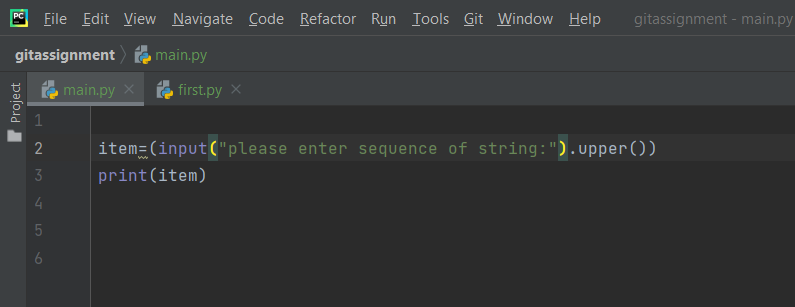 PC File Edit View Navigate Code Refactor Run Tools Git Window Help gitassignment - main.py
gitassignment main.py
main.py first.py
Project
1
2 item=(input("please enter sequence of string:").upper())
3 print(item)
4
5
6